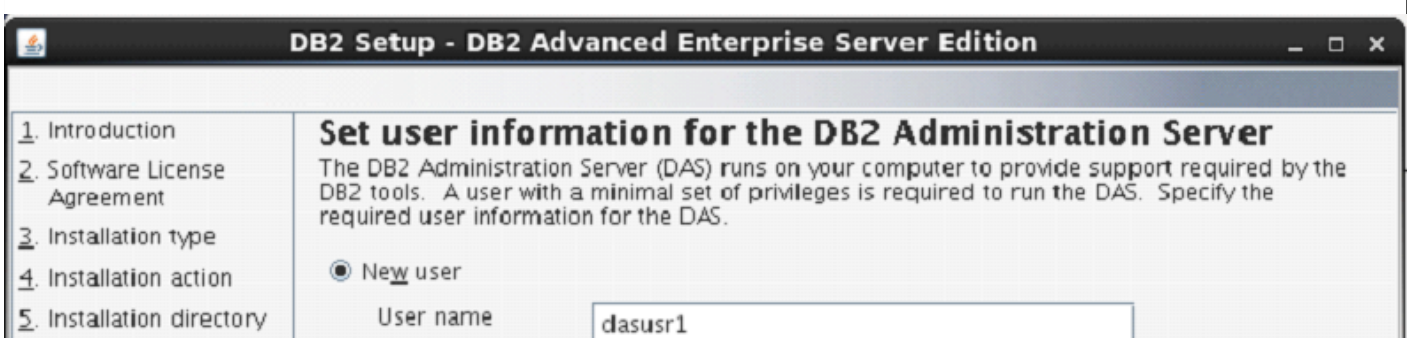 DB2 Setup - DB2 Advanced Enterprise Server Edition
1. Introduction
2. Software License
Agreement
3. Installation type
4. Installation action
5. Installation directory
Set user information for the DB2 Administration Server
The DB2 Administration Server (DAS) runs on your computer to provide support required by the
DB2 tools. A user with a minimal set of privileges is required to run the DAS. Specify the
required user information for the DAS.
New user
User name
dasusr1